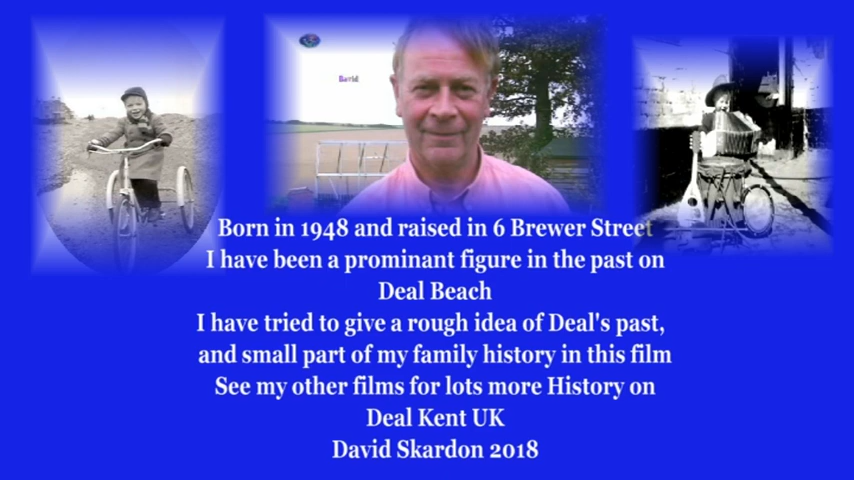 David
Born in 1948 and raised in 6 Brewer Street
I have been a prominant figure in the past on
Deal Beach
I have tried to give a rough idea of Deal's past,
and small part of my family history in this film
See my other films for lots more History on
Deal Kent UK
David Skardon 2018